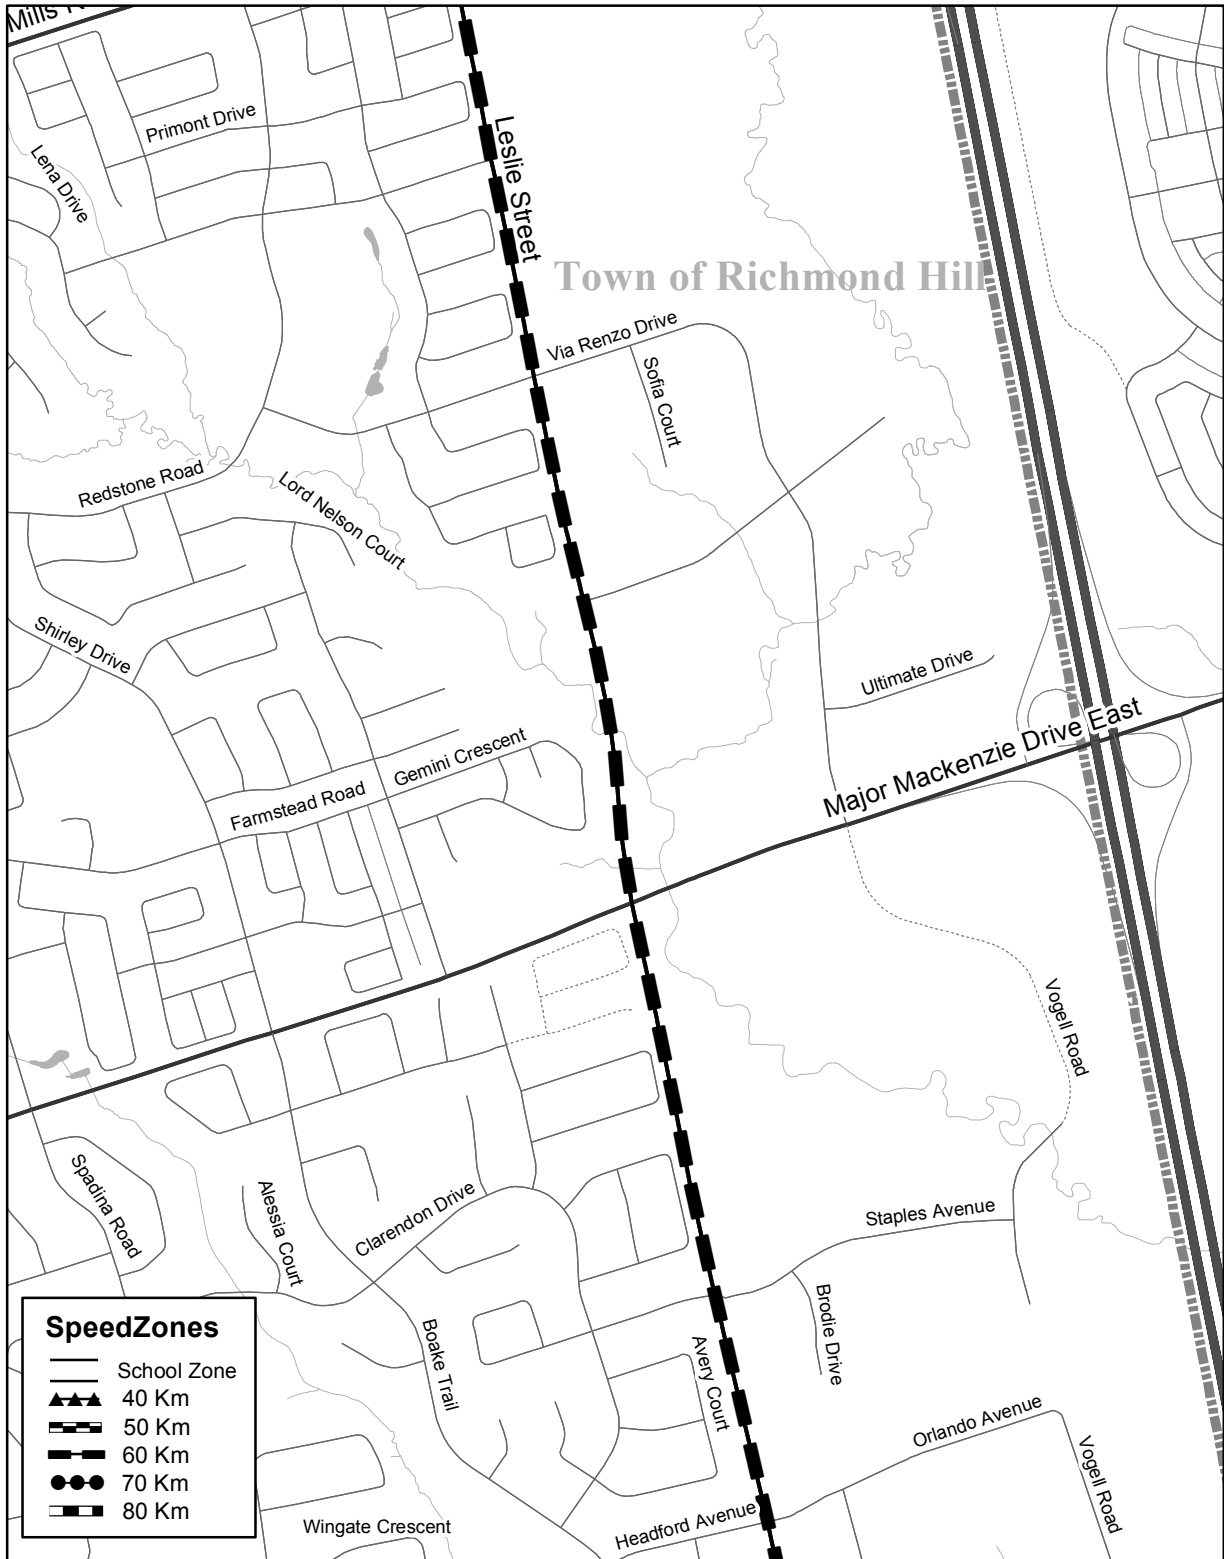 Mills
Primont Drive
Leslie Street
Lena Drive
Town of Richmond Hill
Via Renzo Drive
Sofia Court
Redstone Road
Lord Nelson Court
Shirley Drive
Ultimate Drive
Major Mackenzie Drive East
Gemini Crescent
Farmstead Road
Vogell Road
Spadina Road
Alessia Court
Clarendon Drive
Staples Avenue
Brodie Drive
Boake Trail
Avery Court
Orlando Avenue
Vogell Road
Headford Avenue
Wingate Crescent
SpeedZones
School Zone
40 Km
50 Km
60 Km
70 Km
80 Km